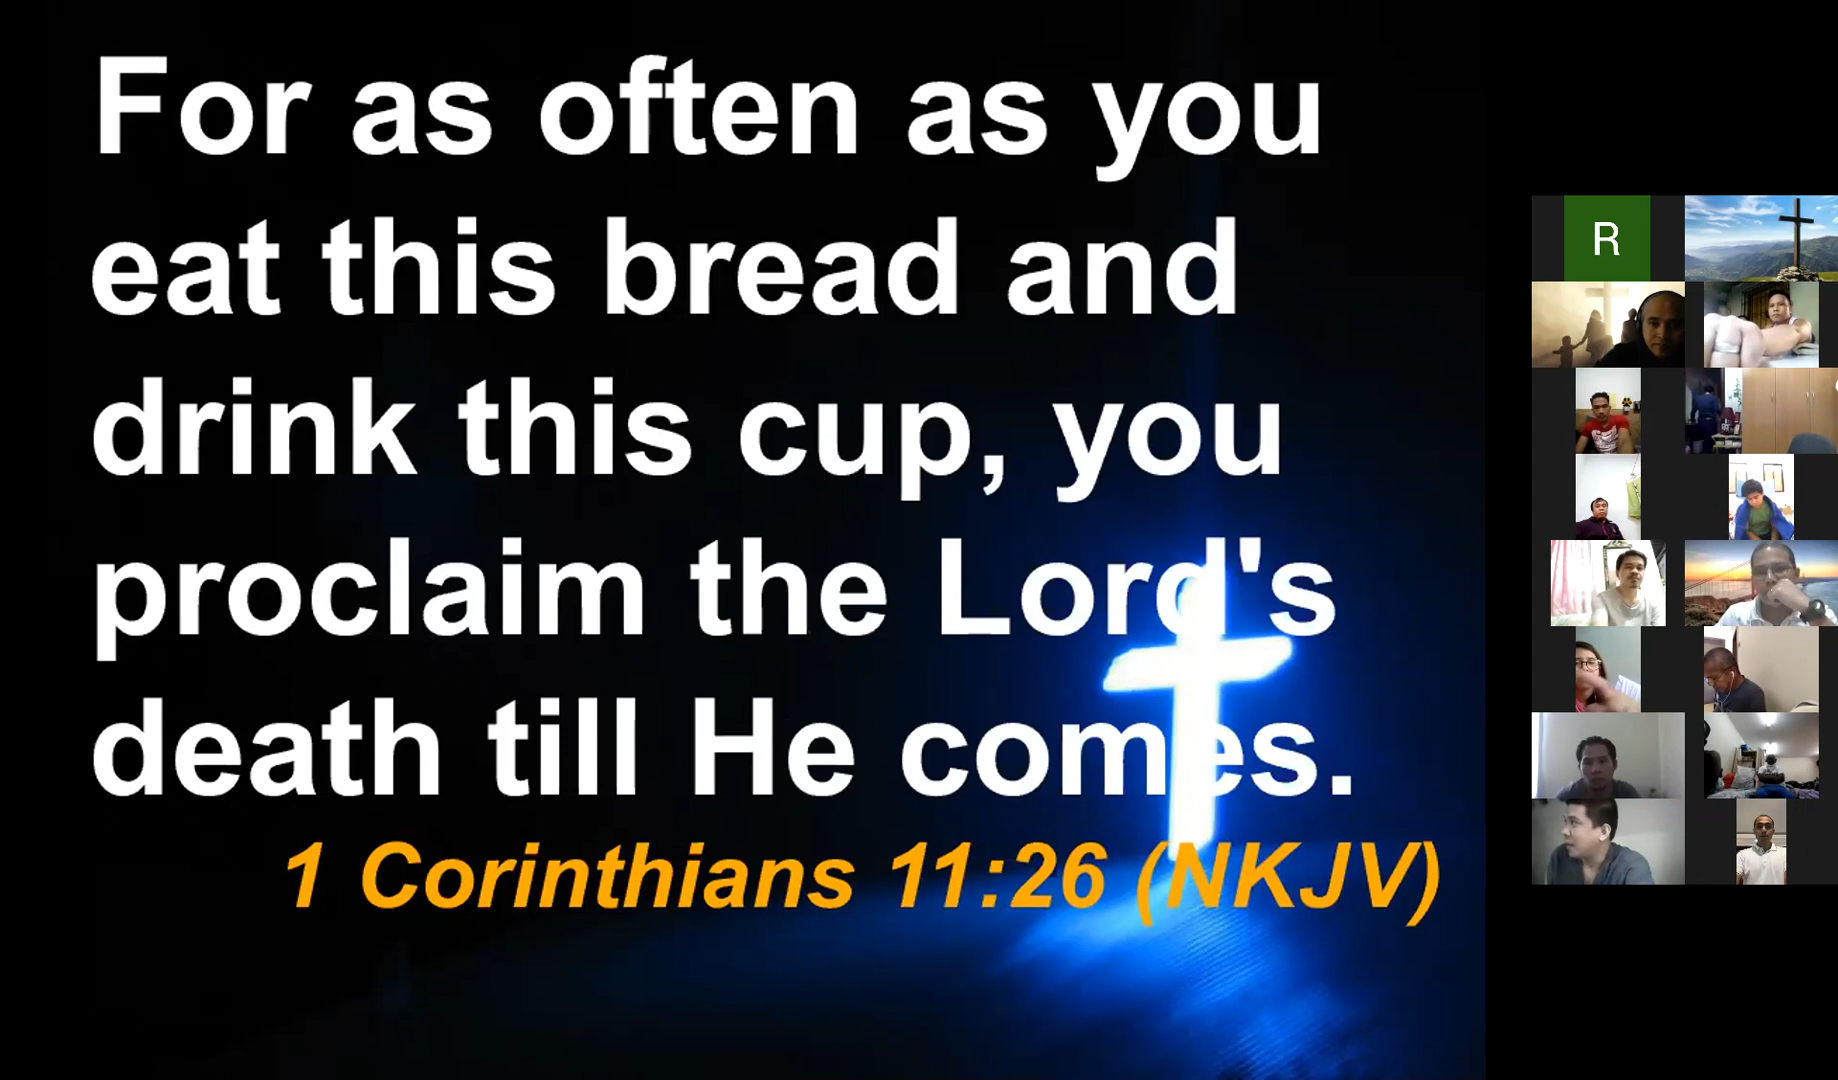 For as often as you
eat this bread and
drink this cup, you
proclaim the Lord's
death till He comes.
1 Corinthians 11:26 (NKJV)
R